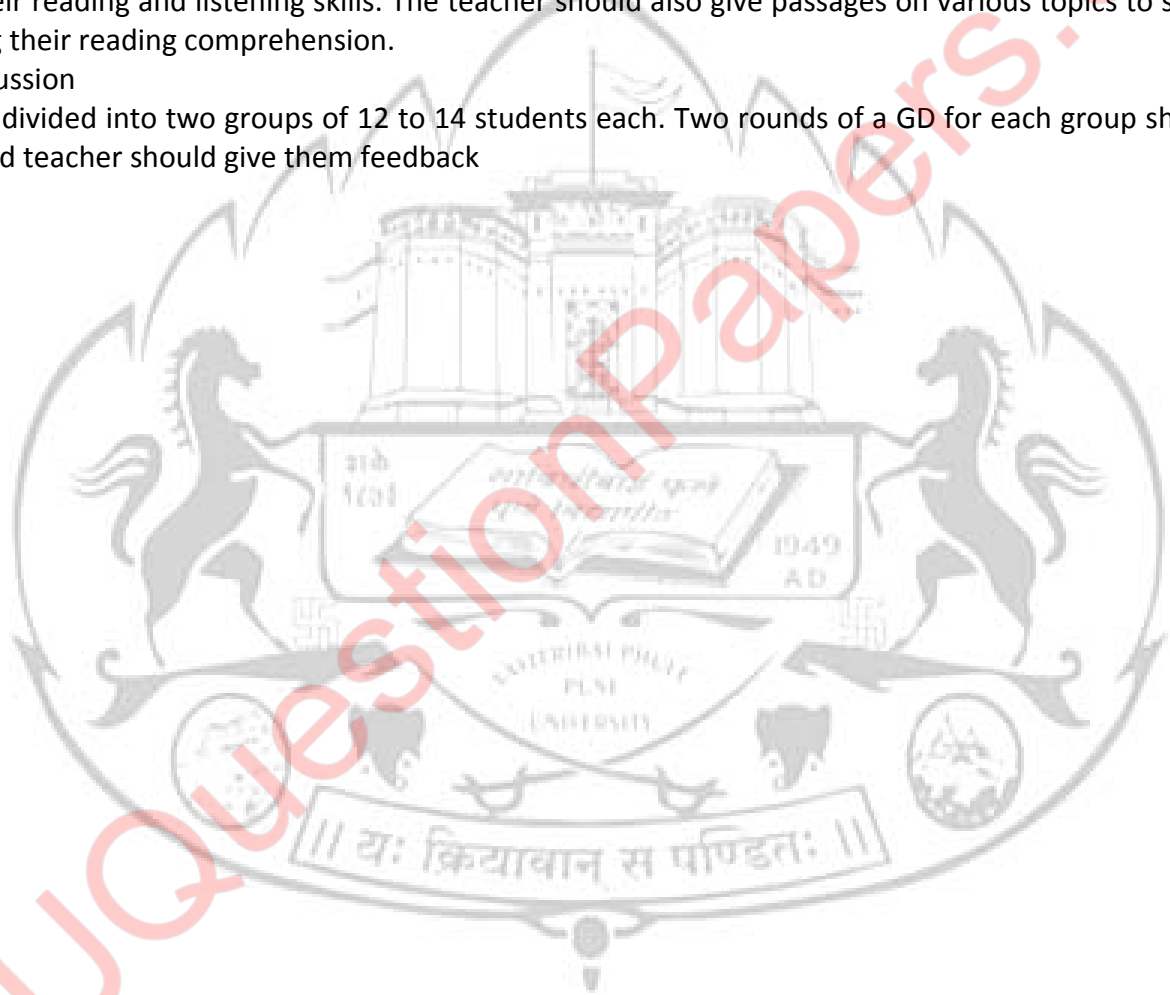 eir reading and listening skills. The teacher should also give passages on various topics to s
g their reading comprehension.
ussion
divided into two groups of 12 to 14 students each. Two rounds of a GD for each group sh
d teacher should give them feedback
शके
1949
A D
PHULE
PUNE
UNIVERSITY
|| यः क्रियावान् स पण्डितः ||
UQuestionPapers.